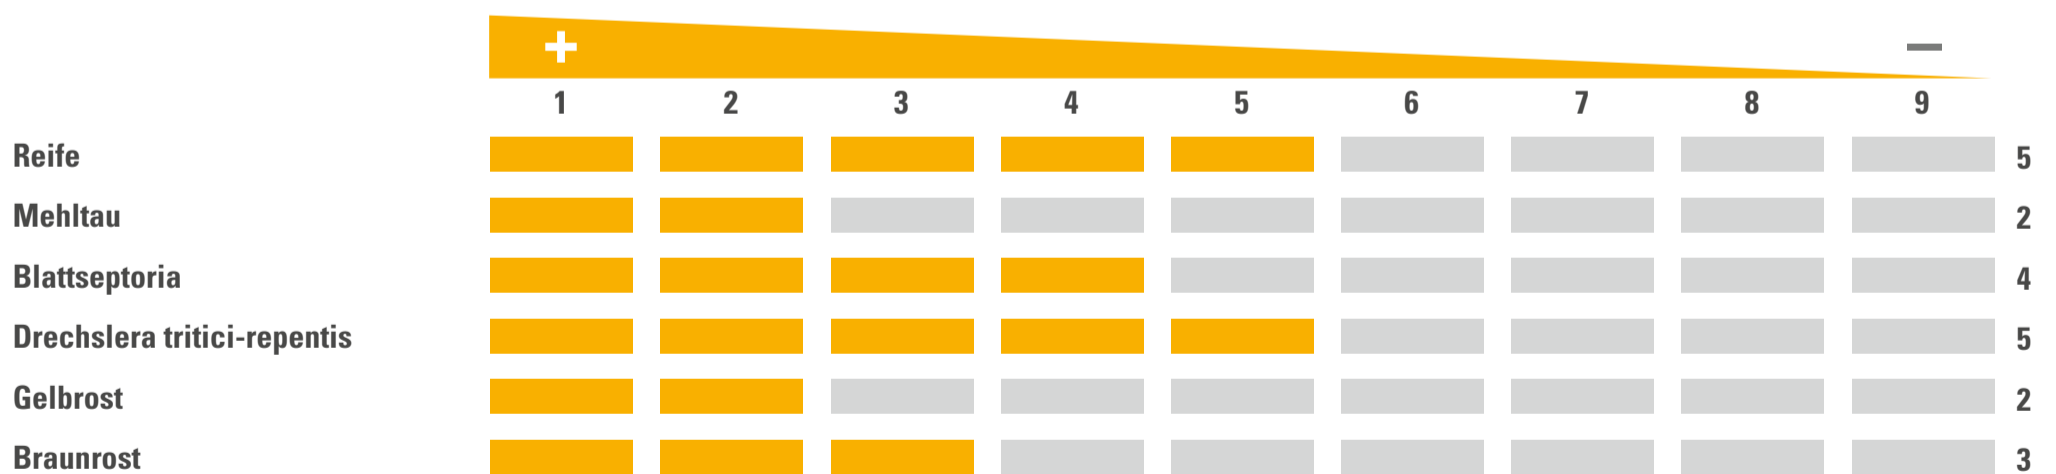 + –
1 2 3 4 5 6 7 8 9
Reife 5
Mehltau 2
Blattseptoria 4
Drechslera tritici-repentis 5
Gelbrost 2
Braunrost 3